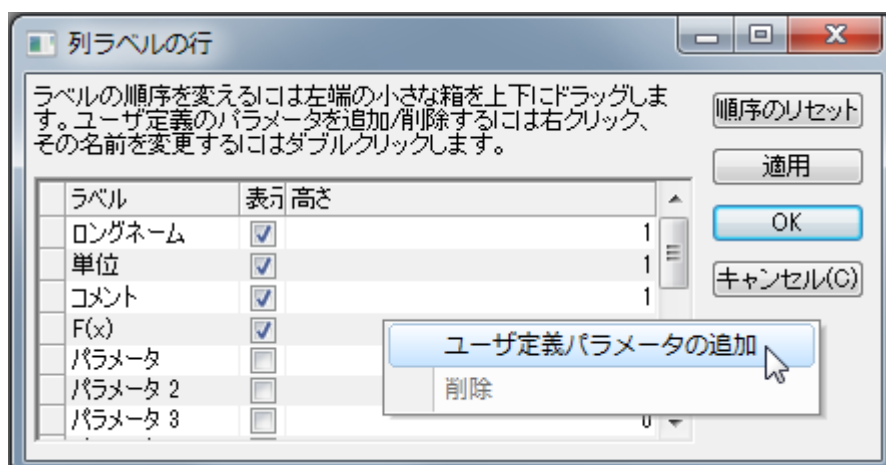 列ラベルの行
ラベルの順序を変えるには左端の小さな箱を上下にドラッグしま
す。ユーザ定義のパラメータを追加/削除するには右クリック、
その名前を変更するにはダブルクリックします。
順序のリセット
適用
OK
キャンセル(C)
ラベル 表示 高さ
ロングネーム 1
単位 1
コメント 1
F(x)
パラメータ
パラメータ 2
パラメータ 3 0
ユーザ定義パラメータの追加
削除